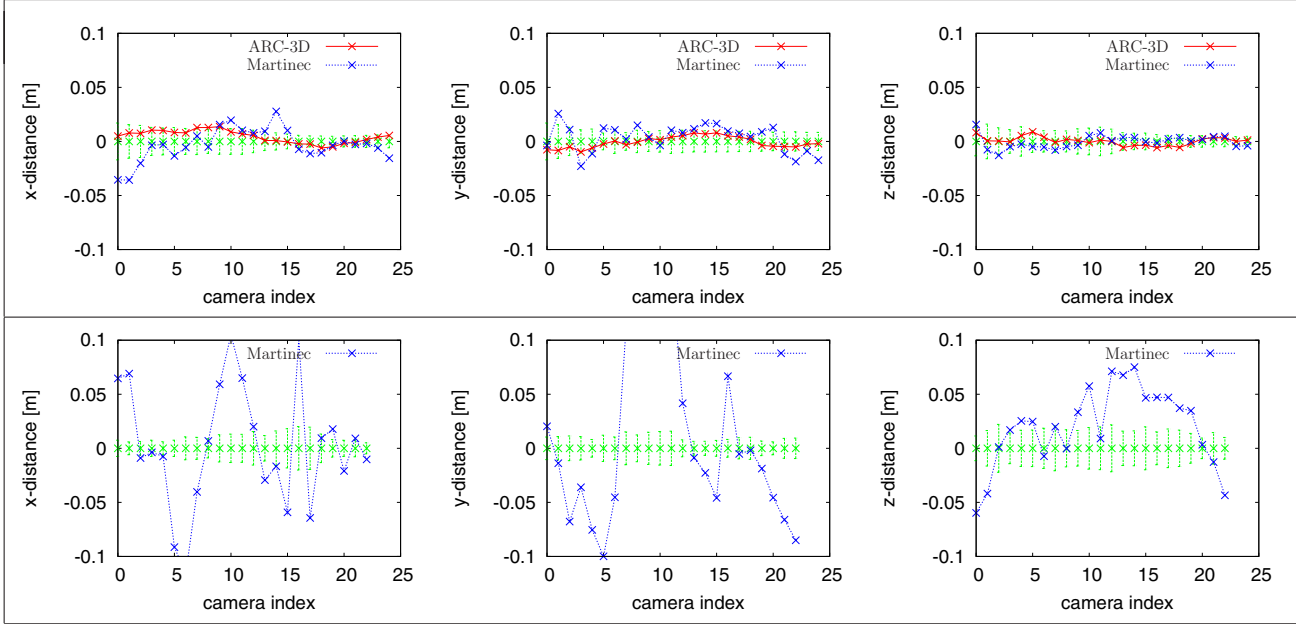 0.1
0.05
0
-0.05
-0.1
x-distance [m]
ARC-3D
Martinec
0 5 10 15 20 25
camera index
0.1
0.05
0
-0.05
-0.1
y-distance [m]
ARC-3D
Martinec
0 5 10 15 20 25
camera index
0.1
0.05
0
-0.05
-0.1
z-distance [m]
ARC-3D
Martinec
0 5 10 15 20 25
camera index
0.1
0.05
0
-0.05
-0.1
x-distance [m]
Martinec
0 5 10 15 20 25
camera index
0.1
0.05
0
-0.05
-0.1
y-distance [m]
Martinec
0 5 10 15 20 25
camera index
0.1
0.05
0
-0.05
-0.1
z-distance [m]
Martinec
0 5 10 15 20 25
camera index